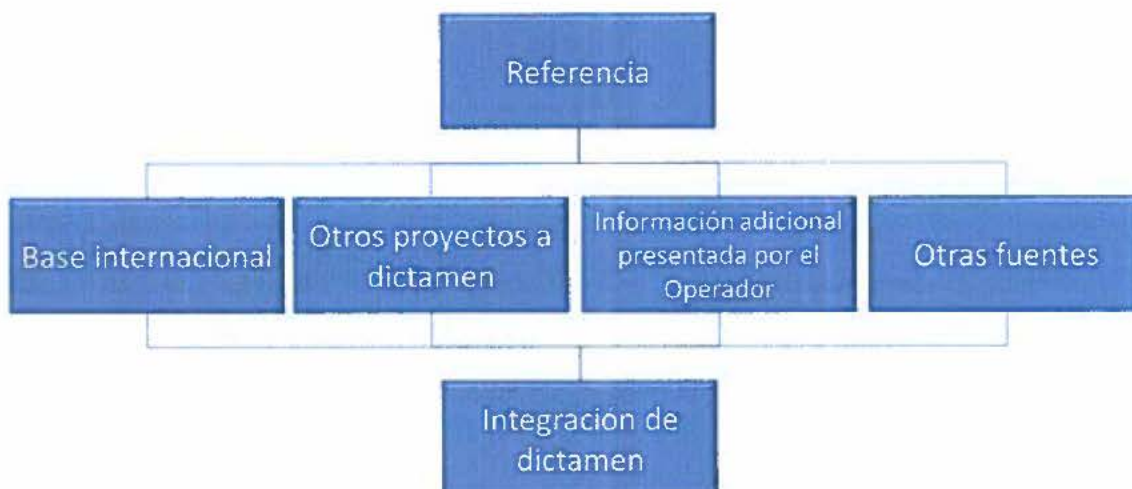 Referencia
Base internacional
Otros proyectos a
dictamen
Información adicional
presentada por el
Operador
Otras fuentes
Integración de
dictamen